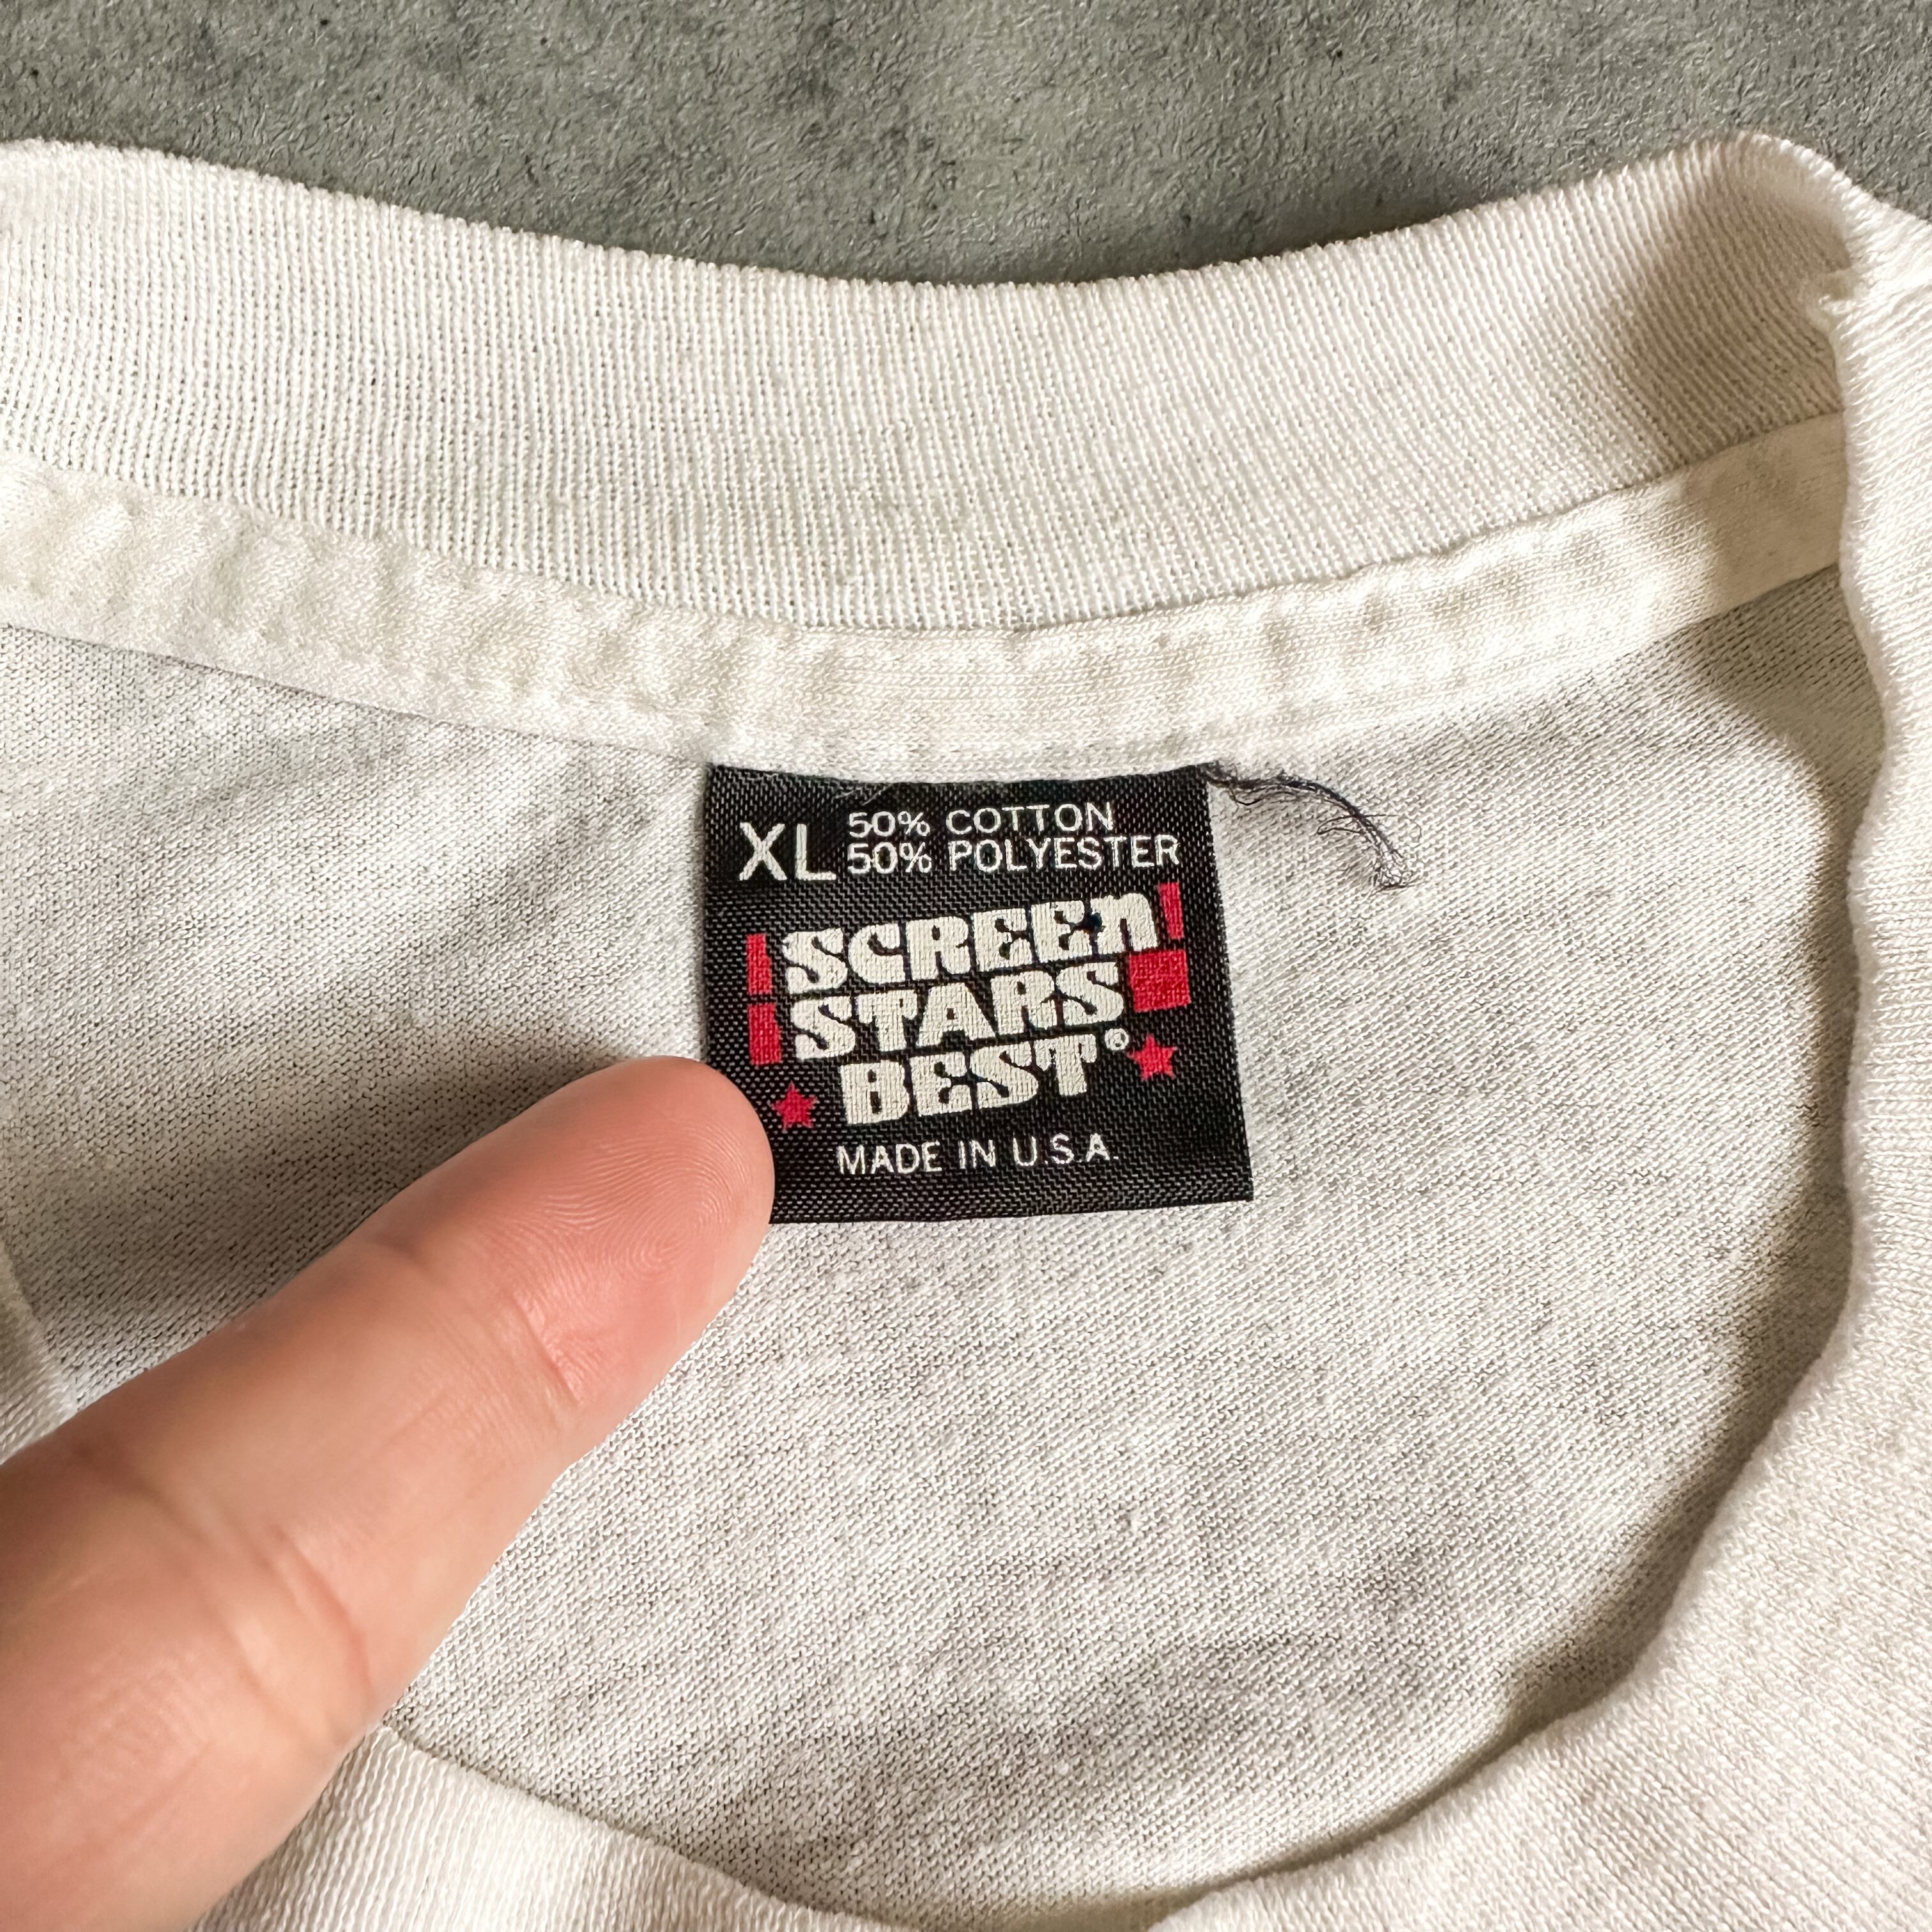 XL 50% COTTON
50% POLYESTER
SCREEN
STARS
BEST®
MADE IN U.S.A.